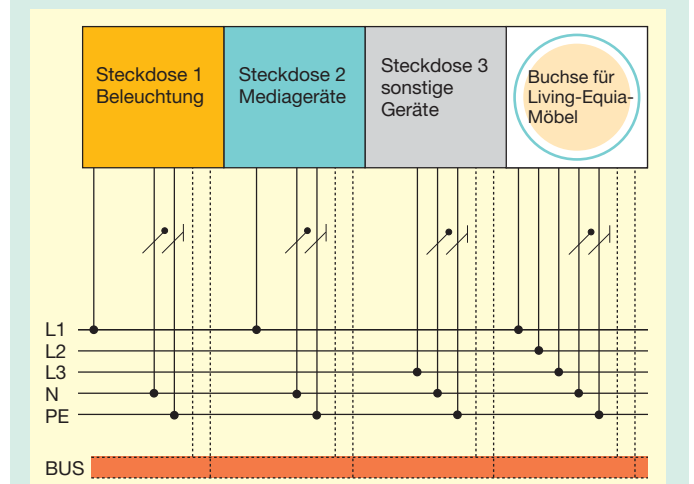 Steckdose 1
Beleuchtung
Steckdose 2
Mediageräte
Steckdose 3
sonstige
Geräte
Buchse für
Living-Equia-
Möbel
L1
L2
L3
N
PE
BUS